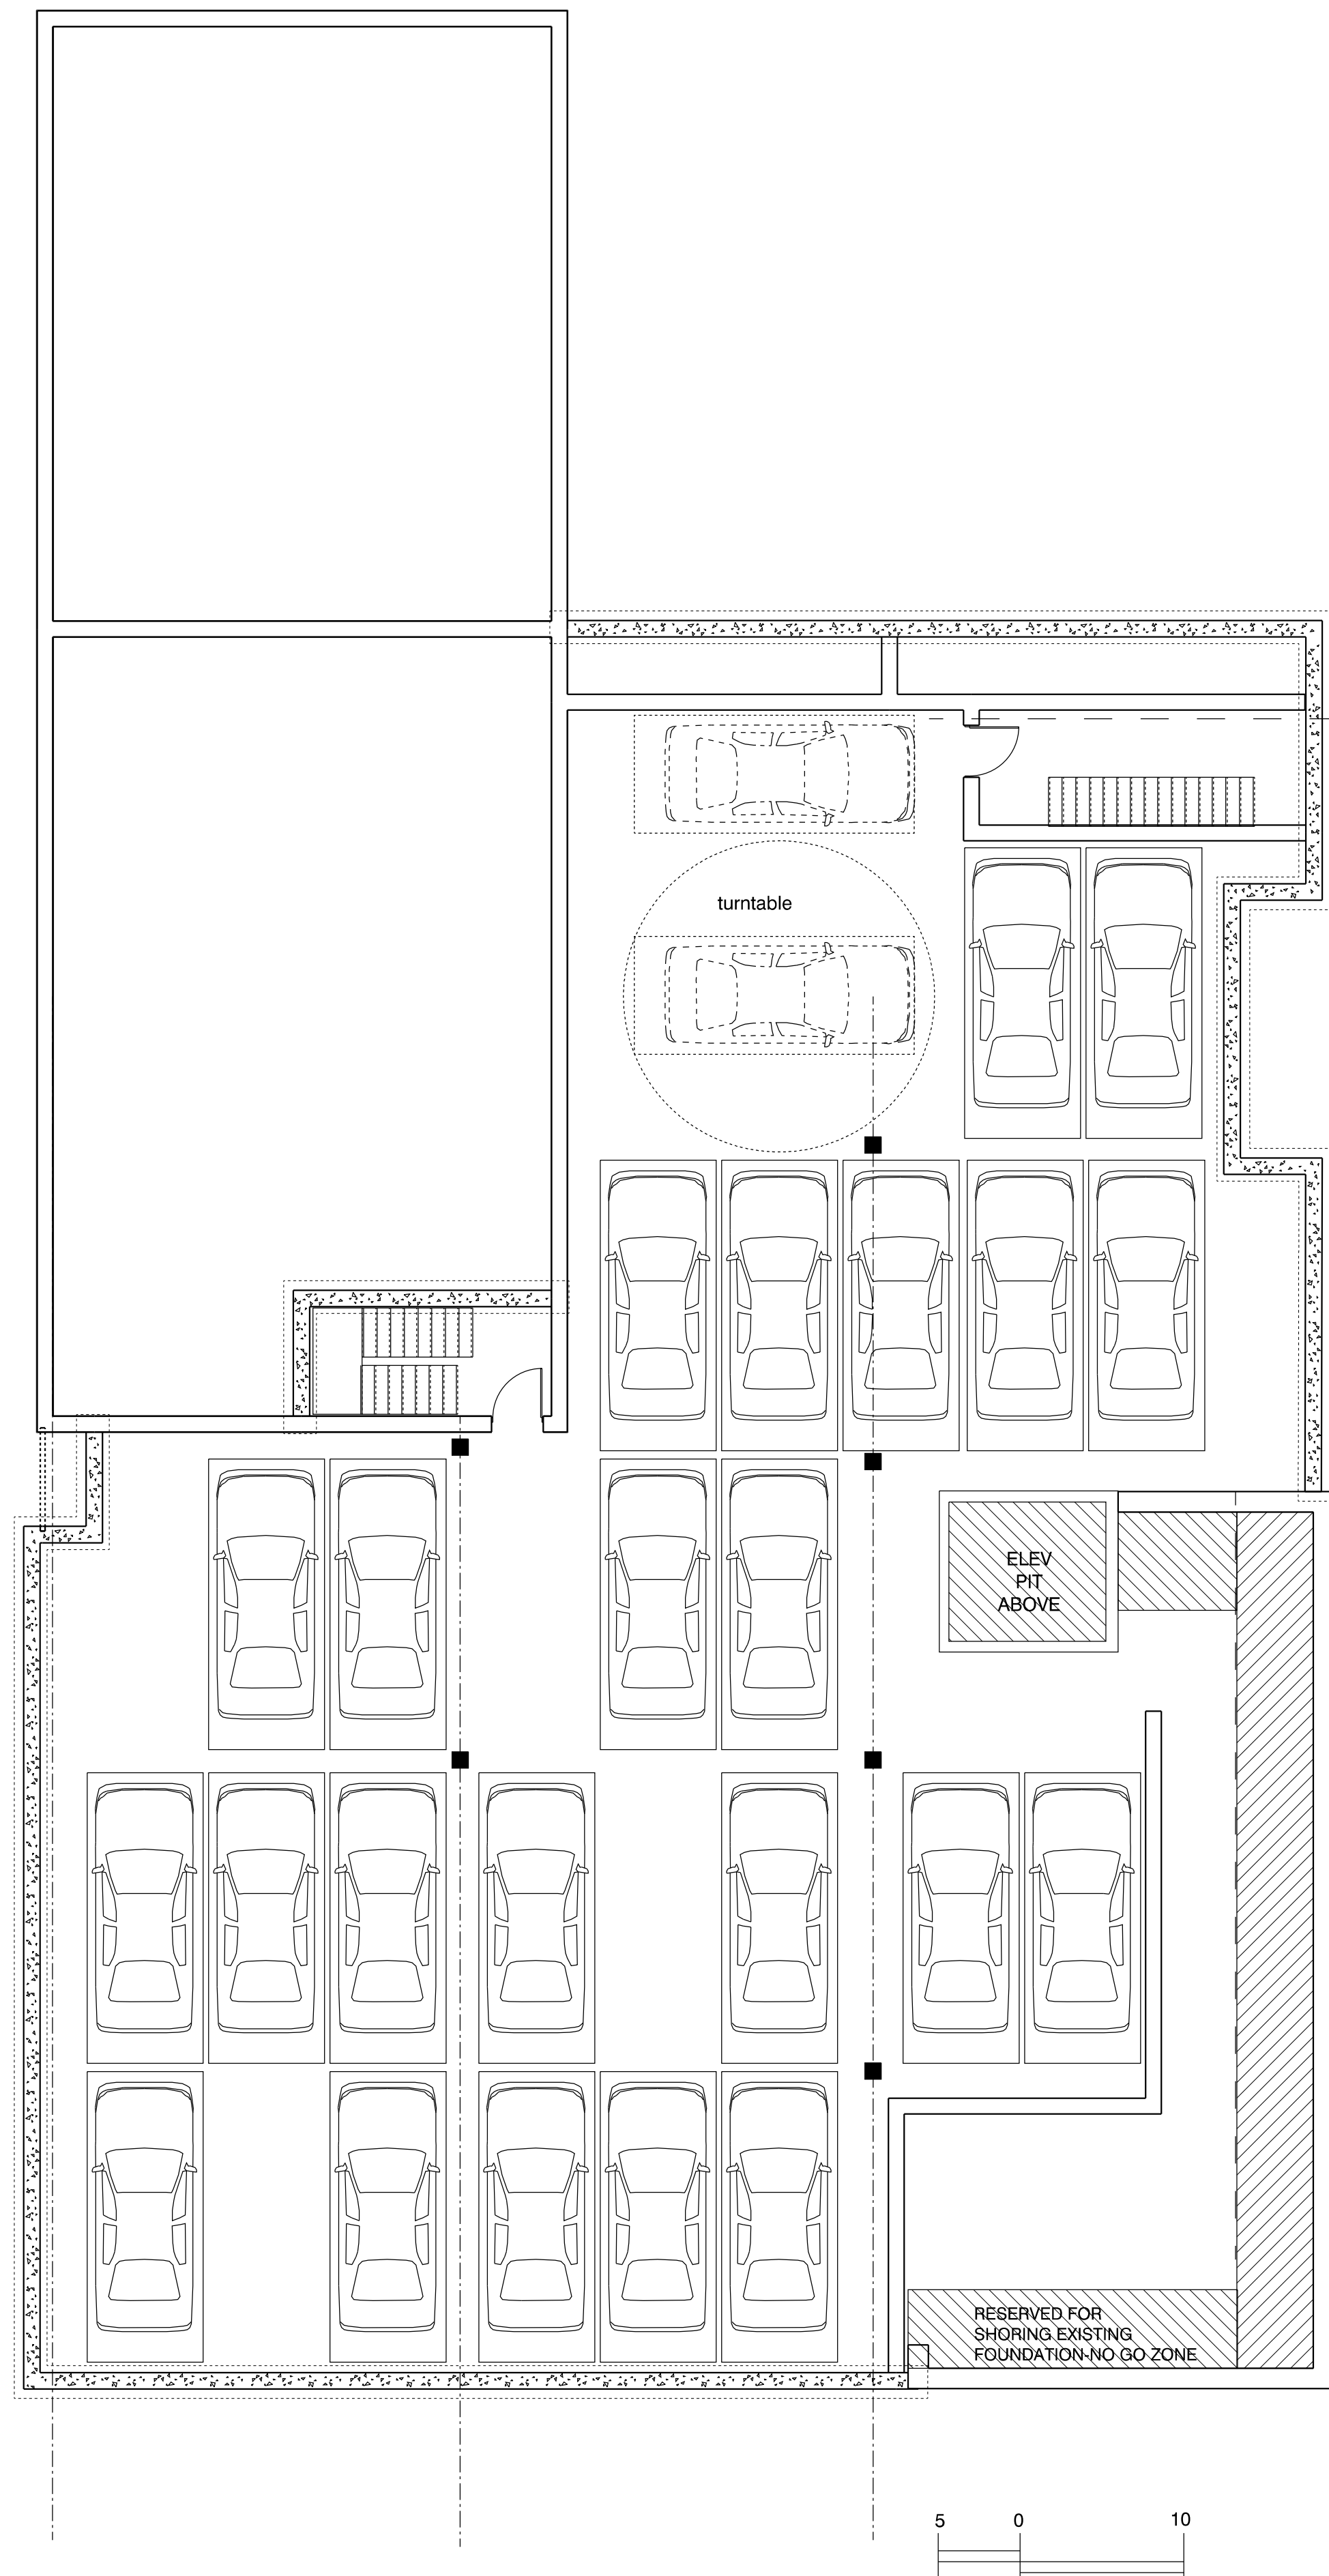 turntable
ELEV
PIT
ABOVE
RESERVED FOR
SHORING EXISTING
FOUNDATION-NO GO ZONE
5 0 10